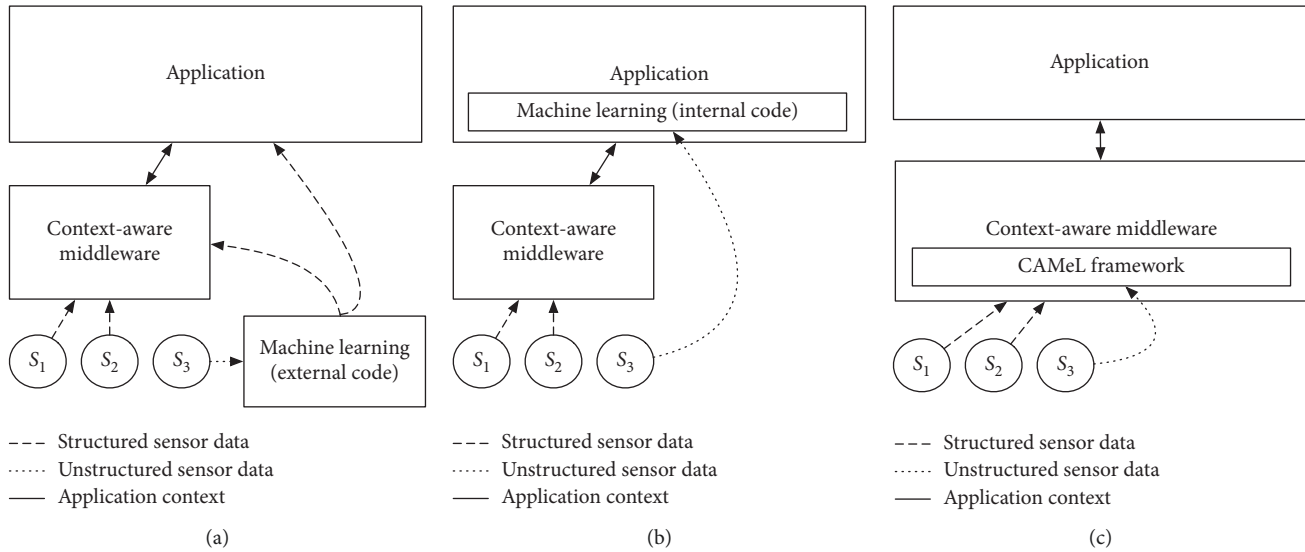 Application
Context-aware
middleware
S1
S2
S3
Machine learning
(external code)
Structured sensor data
Unstructured sensor data
Application context
(a)
Application
Machine learning (internal code)
Context-aware
middleware
S1
S2
S3
Structured sensor data
Unstructured sensor data
Application context
(b)
Application
Context-aware middleware
CAMeL framework
S1
S2
S3
Structured sensor data
Unstructured sensor data
Application context
(c)